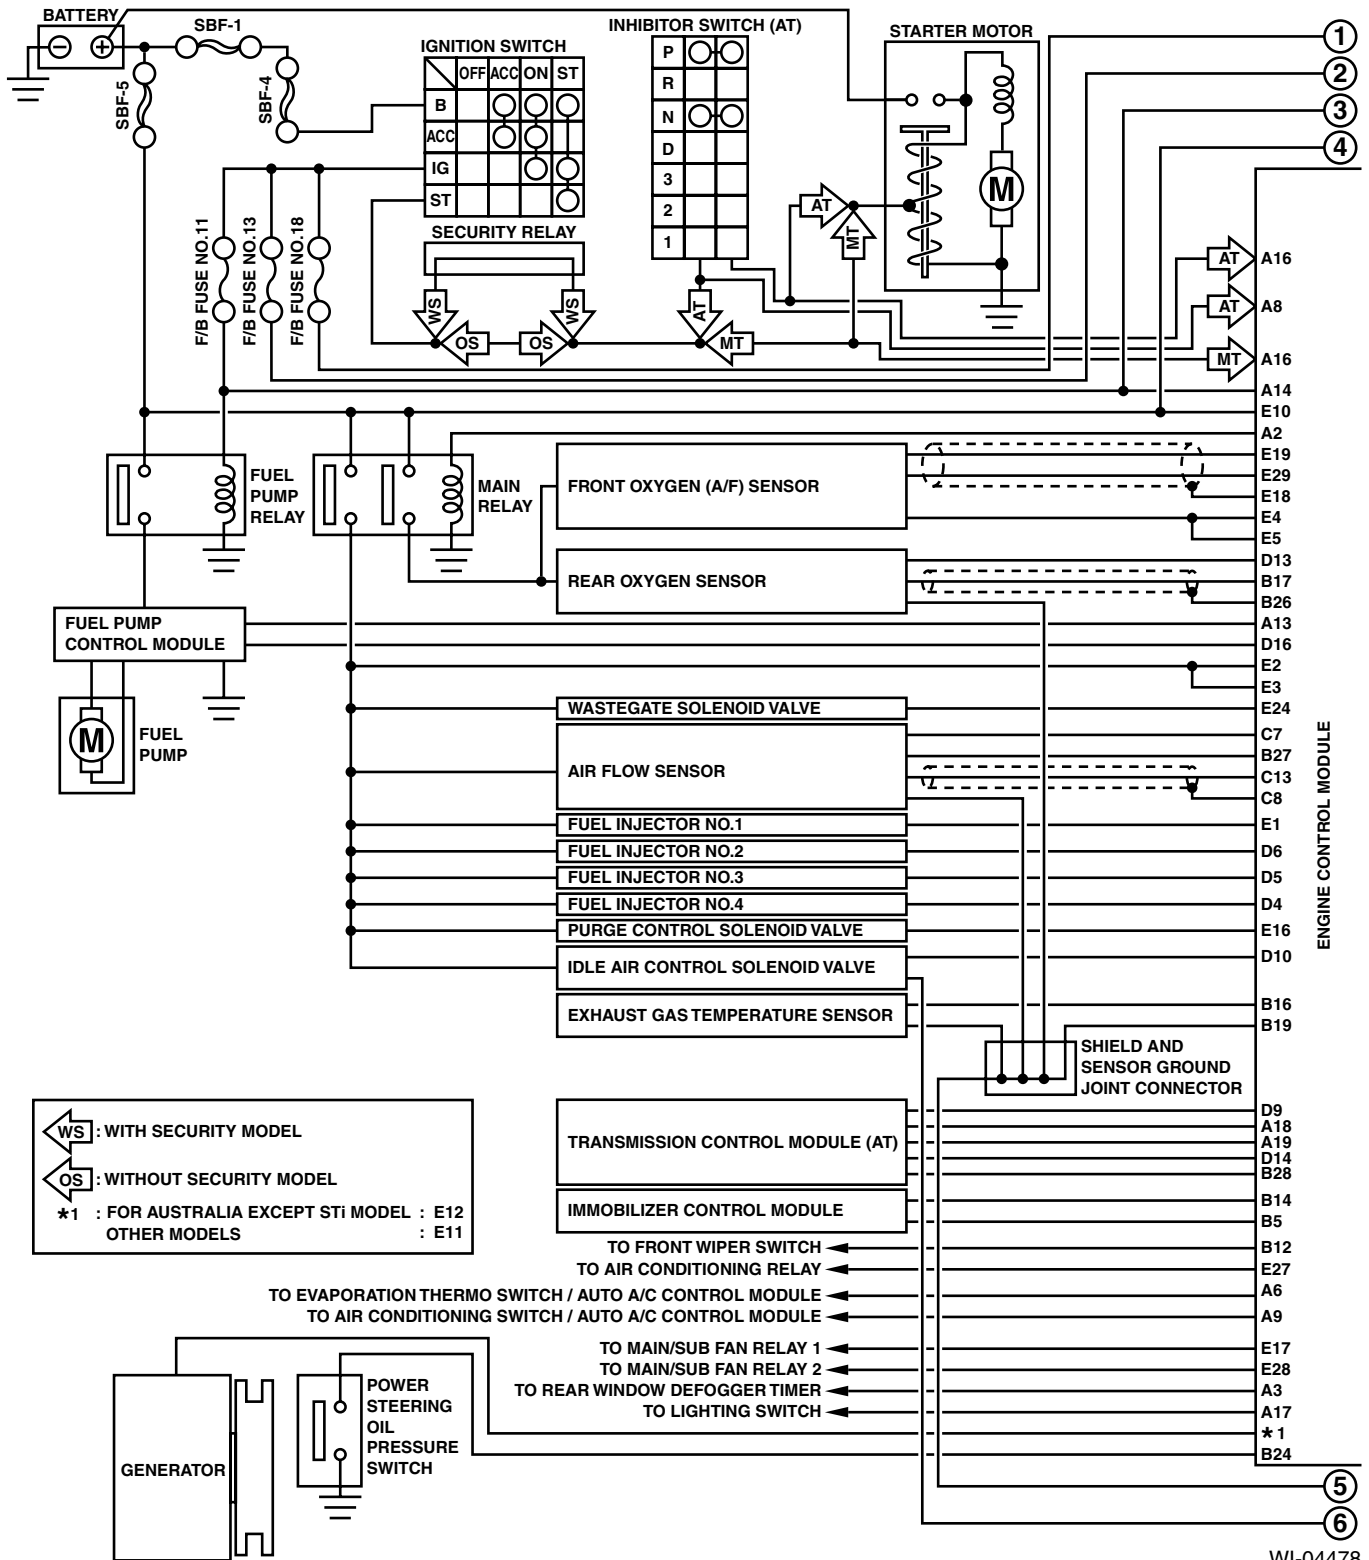 BATTERY
SBF-1
SBF-5
SBF-4
IGNITION SWITCH
OFF ACC ON ST
B
ACC
IG
ST
SECURITY RELAY
WS
WS
OS
OS
INHIBITOR SWITCH (AT)
P
R
N
D
3
2
1
AT
MT
AT
MT
STARTER MOTOR
M
1
2
3
4
F/B FUSE NO.11
F/B FUSE NO.13
F/B FUSE NO.18
AT A16
AT A8
MT A16
A14
E10
A2
E19
E29
E18
E4
E5
D13
B17
B26
A13
D16
E2
E3
E24
C7
B27
C13
C8
E1
D6
D5
D4
E16
D10
B16
B19
D9
A18
A19
D14
B28
B14
B5
B12
E27
A6
A9
E17
E28
A3
A17
*1
B24
5
6
ENGINE CONTROL MODULE
FUEL
PUMP
RELAY
MAIN
RELAY
FRONT OXYGEN (A/F) SENSOR
REAR OXYGEN SENSOR
FUEL PUMP
CONTROL MODULE
M
FUEL
PUMP
WASTEGATE SOLENOID VALVE
AIR FLOW SENSOR
FUEL INJECTOR NO.1
FUEL INJECTOR NO.2
FUEL INJECTOR NO.3
FUEL INJECTOR NO.4
PURGE CONTROL SOLENOID VALVE
IDLE AIR CONTROL SOLENOID VALVE
EXHAUST GAS TEMPERATURE SENSOR
SHIELD AND
SENSOR GROUND
JOINT CONNECTOR
WS : WITH SECURITY MODEL
OS : WITHOUT SECURITY MODEL
*1 : FOR AUSTRALIA EXCEPT STi MODEL : E12
OTHER MODELS : E11
TRANSMISSION CONTROL MODULE (AT)
IMMOBILIZER CONTROL MODULE
TO FRONT WIPER SWITCH
TO AIR CONDITIONING RELAY
TO EVAPORATION THERMO SWITCH / AUTO A/C CONTROL MODULE
TO AIR CONDITIONING SWITCH / AUTO A/C CONTROL MODULE
TO MAIN/SUB FAN RELAY 1
TO MAIN/SUB FAN RELAY 2
TO REAR WINDOW DEFOGGER TIMER
TO LIGHTING SWITCH
GENERATOR
POWER
STEERING
OIL
PRESSURE
SWITCH
WI-04478